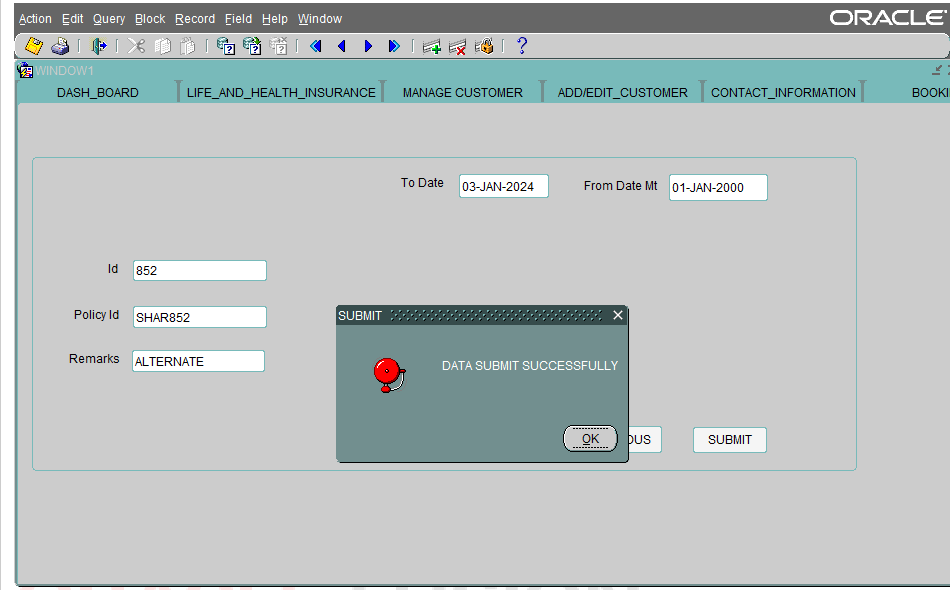 Action Edit Query Block Record Field Help Window
ORACLE
WINDOW1
DASH_BOARD LIFE_AND_HEALTH_INSURANCE MANAGE CUSTOMER ADD/EDIT_CUSTOMER CONTACT_INFORMATION BOOKI
To Date 03-JAN-2024 From Date Mt 01-JAN-2000
Id 852
Policy Id SHAR852
Remarks ALTERNATE
SUBMIT
DATA SUBMIT SUCCESSFULLY
OK
OUS SUBMIT